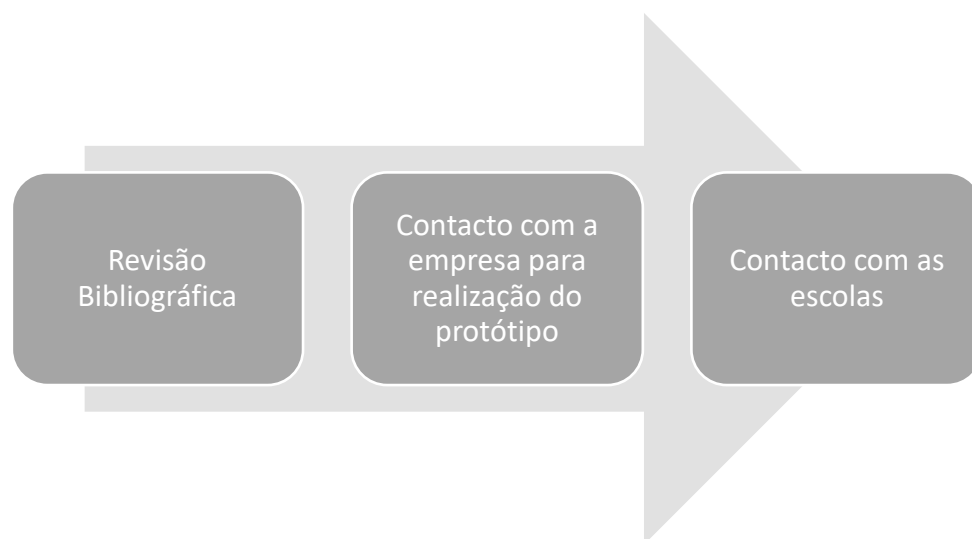 Revisão
Bibliográfica
Contacto com a
empresa para
realização do
protótipo
Contacto com as
escolas